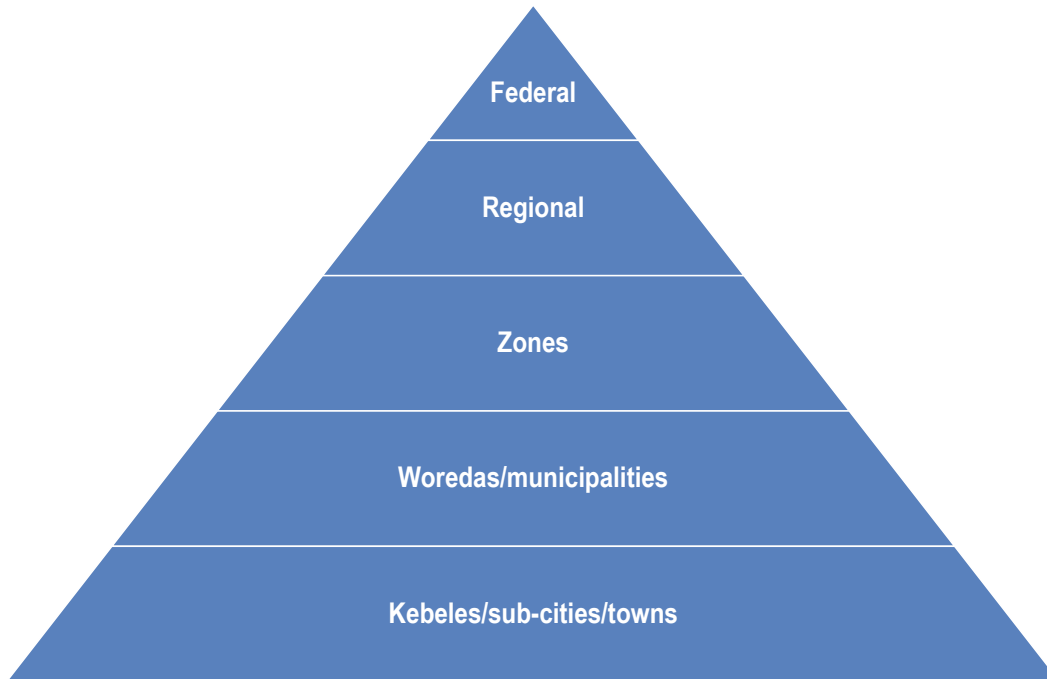 Federal
Regional
Zones
Woredas/municipalities
Kebeles/sub-cities/towns